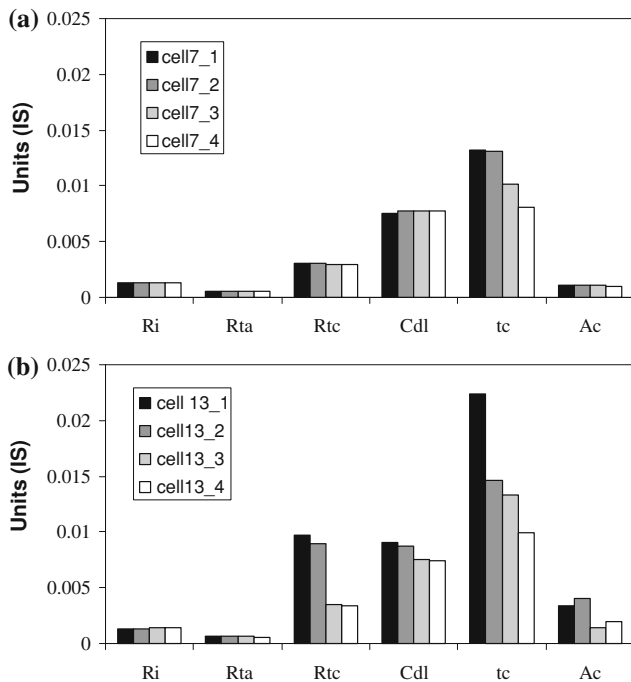 (a)
Units (IS)
0.025
0.02
0.015
0.01
0.005
0
cell7_1
cell7_2
cell7_3
cell7_4
Ri Rta Rtc Cdl tc Ac
(b)
Units (IS)
0.025
0.02
0.015
0.01
0.005
0
cell 13_1
cell13_2
cell13_3
cell13_4
Ri Rta Rtc Cdl tc Ac